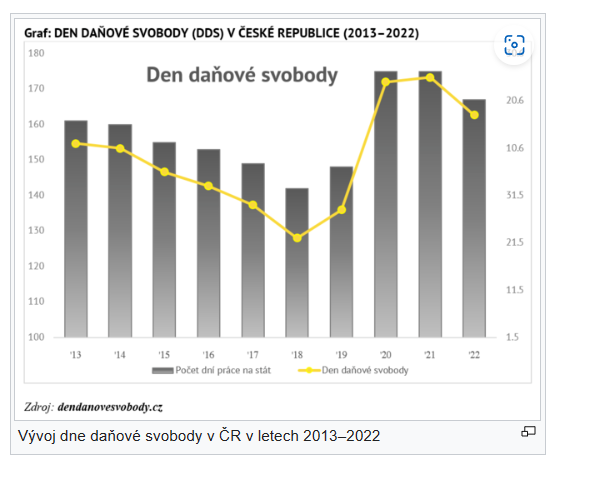 Graf: DEN DAŇOVÉ SVOBODY (DDS) V ČESKÉ REPUBLICE (2013–2022)
Den daňové svobody
180
170
160
150
140
130
120
110
100
20.6
10.6
31.5
21.5
11.5
1.5
'13 '14 '15 '16 '17 '18 '19 '20 '21 '22
Počet dní práce na stát Den daňové svobody
Zdroj: dendanovesvobody.cz
Vývoj dne daňové svobody v ČR v letech 2013–2022